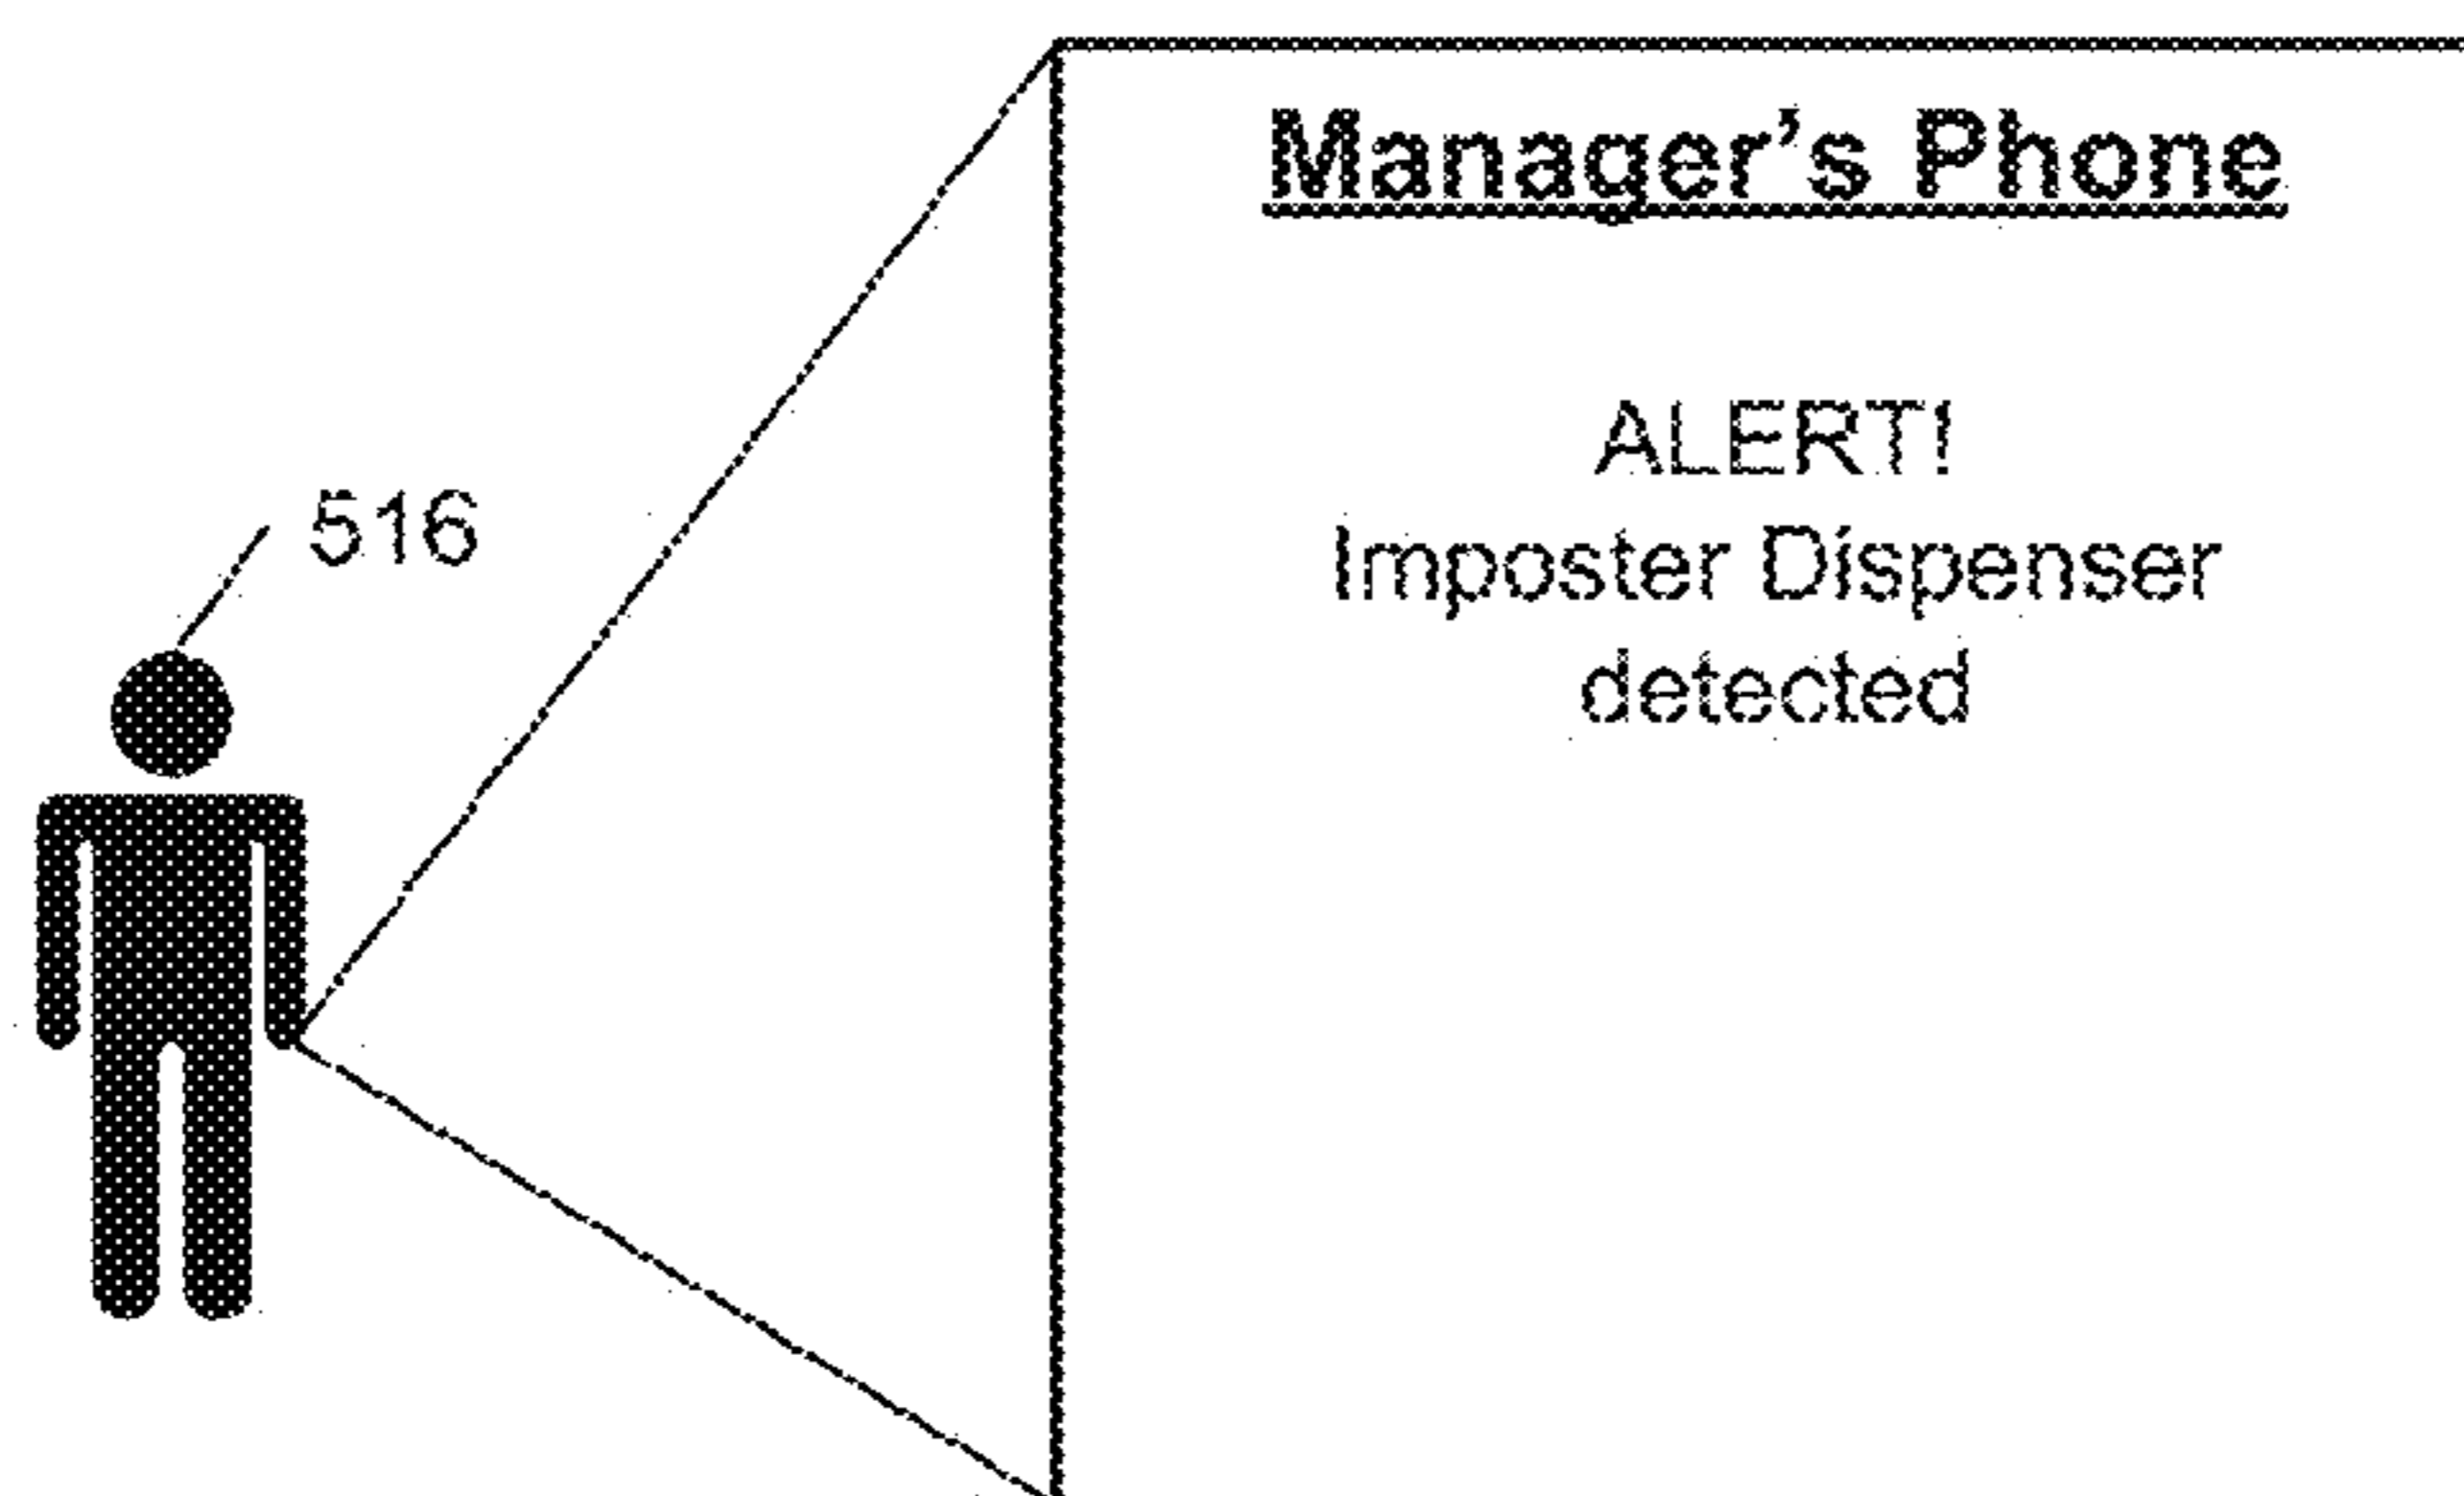 Manager's Phone
516
ALERT!
Imposter Dispenser
detected